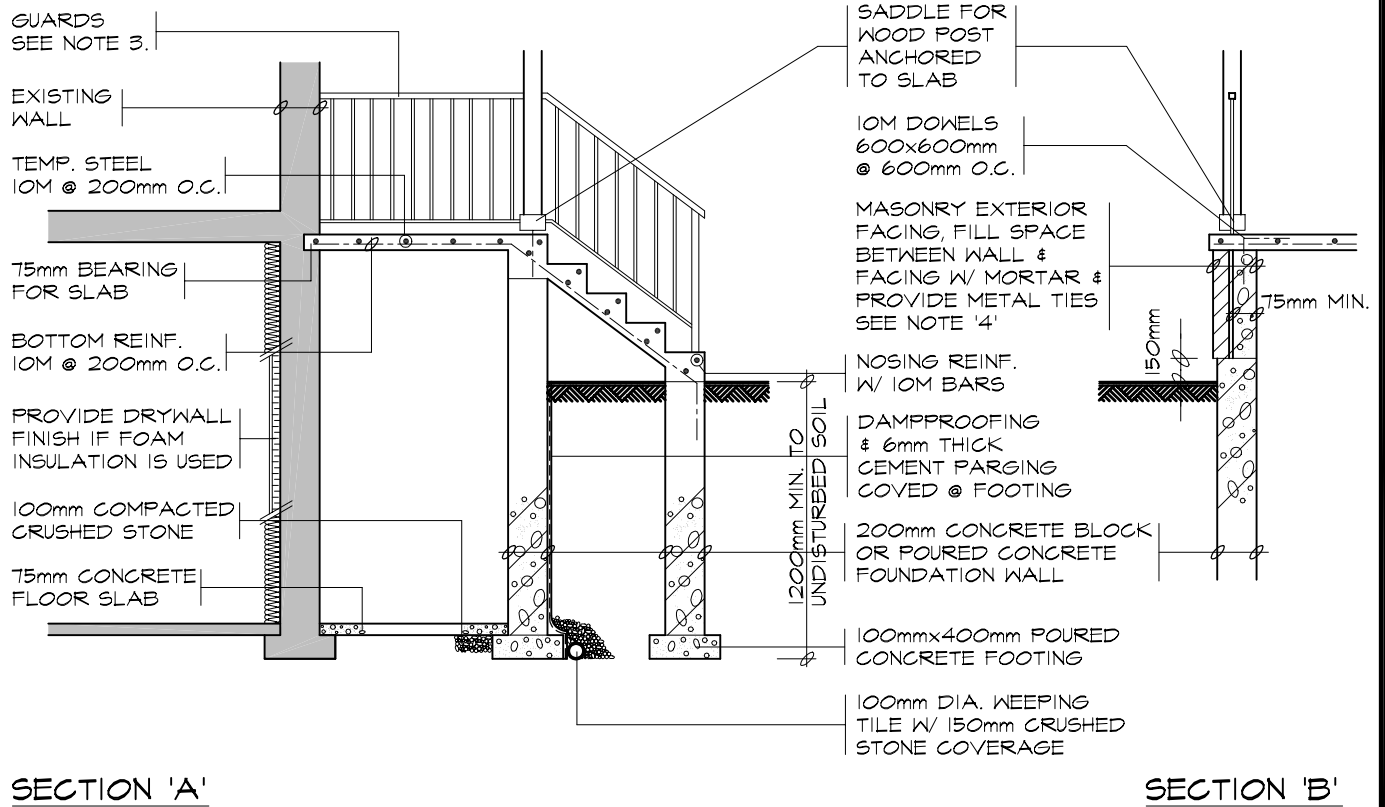 GUARDS
SEE NOTE 3.
EXISTING
WALL
TEMP. STEEL
10M @ 200mm O.C.
75mm BEARING
FOR SLAB
BOTTOM REINF.
10M @ 200mm O.C.
PROVIDE DRYWALL
FINISH IF FOAM
INSULATION IS USED
100mm COMPACTED
CRUSHED STONE
75mm CONCRETE
FLOOR SLAB
SADDLE FOR
WOOD POST
ANCHORED
TO SLAB
10M DOWELS
600x600mm
@ 600mm O.C.
MASONRY EXTERIOR
FACING, FILL SPACE
BETWEEN WALL &
FACING W/ MORTAR &
PROVIDE METAL TIES
SEE NOTE '4'
NOSING REINF.
W/ 10M BARS
DAMPPROOFING
& 6mm THICK
CEMENT PARGING
COVED @ FOOTING
200mm CONCRETE BLOCK
OR POURED CONCRETE
FOUNDATION WALL
100mmx400mm POURED
CONCRETE FOOTING
100mm DIA. WEEPING
TILE W/ 150mm CRUSHED
STONE COVERAGE
1200mm MIN. TO
UNDISTURBED SOIL
150mm
75mm MIN.
SECTION 'A'
SECTION 'B'